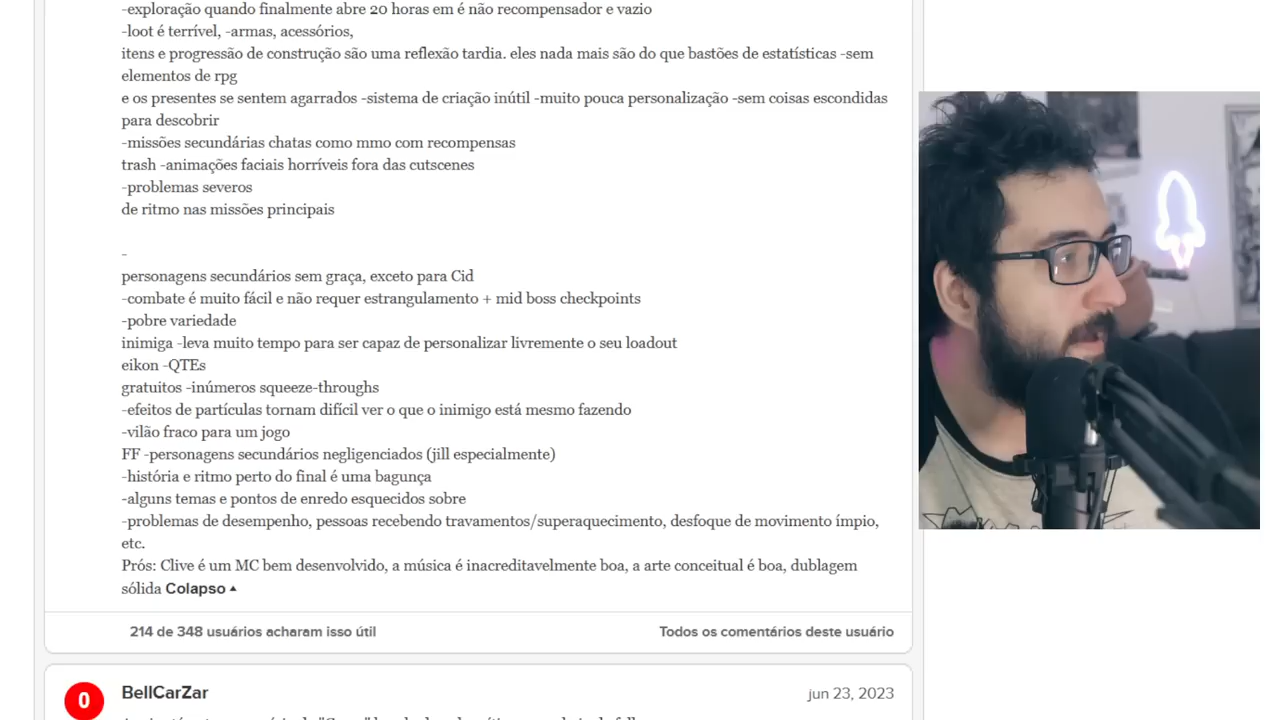 -exploração quando finalmente abre 20 horas em é não recompensador e vazio
-loot é terrível, -armas, acessórios,
itens e progressão de construção são uma reflexão tardia. eles nada mais são do que bastões de estatísticas -sem
elementos de rpg
e os presentes se sentem agarrados -sistema de criação inútil -muito pouca personalização -sem coisas escondidas
para descobrir
-missões secundárias chatas como mmo com recompensas
trash -animações faciais horríveis fora das cutscenes
-problemas severos
de ritmo nas missões principais
-
personagens secundários sem graça, exceto para Cid
-combate é muito fácil e não requer estrangulamento + mid boss checkpoints
-pobre variedade
inimiga -leva muito tempo para ser capaz de personalizar livremente o seu loadout
eikon -QTEs
gratuitos -inúmeros squeeze-throughs
-efeitos de partículas tornam difícil ver o que o inimigo está mesmo fazendo
-vilão fraco para um jogo
FF -personagens secundários negligenciados (jill especialmente)
-história e ritmo perto do final é uma bagunça
-alguns temas e pontos de enredo esquecidos sobre
-problemas de desempenho, pessoas recebendo travamentos/superaquecimento, desfoque de movimento ímpio,
etc.
Prós: Clive é um MC bem desenvolvido, a música é inacreditavelmente boa, a arte conceitual é boa, dublagem
sólida Colapso ▲
214 de 348 usuários acharam isso útil
Todos os comentários deste usuário
0
BellCarZar
jun 23, 2023